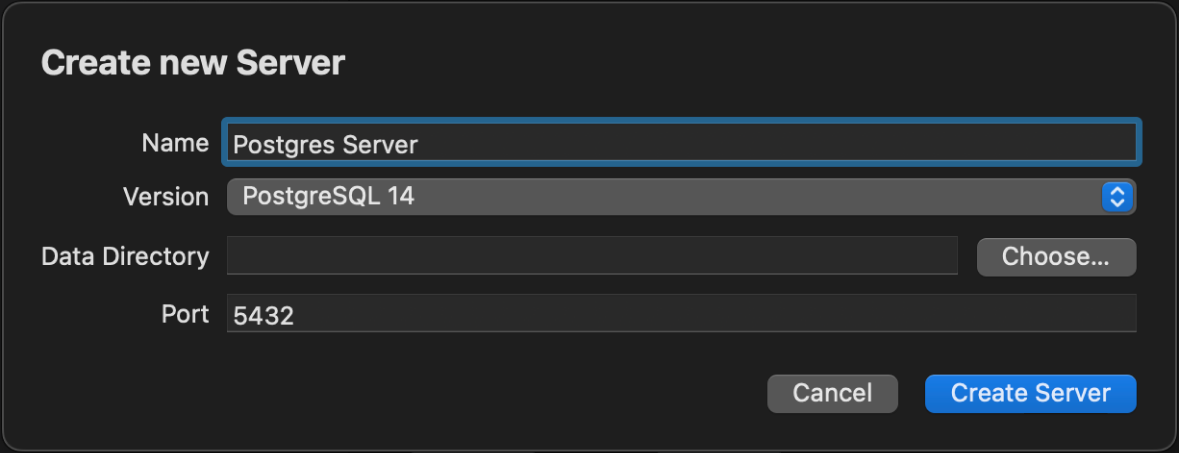 Create new Server
Name Postgres Server
Version PostgreSQL 14
Data Directory Choose...
Port 5432
Cancel Create Server